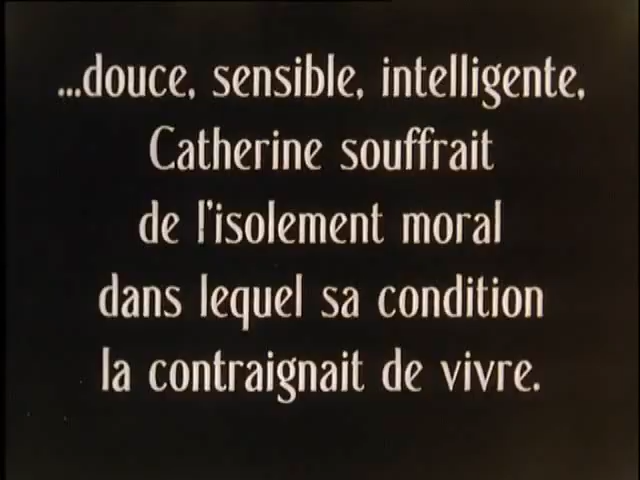 ...douce, sensible, intelligente,
Catherine souffrait
de l'isolement moral
dans lequel sa condition
la contraignait de vivre.